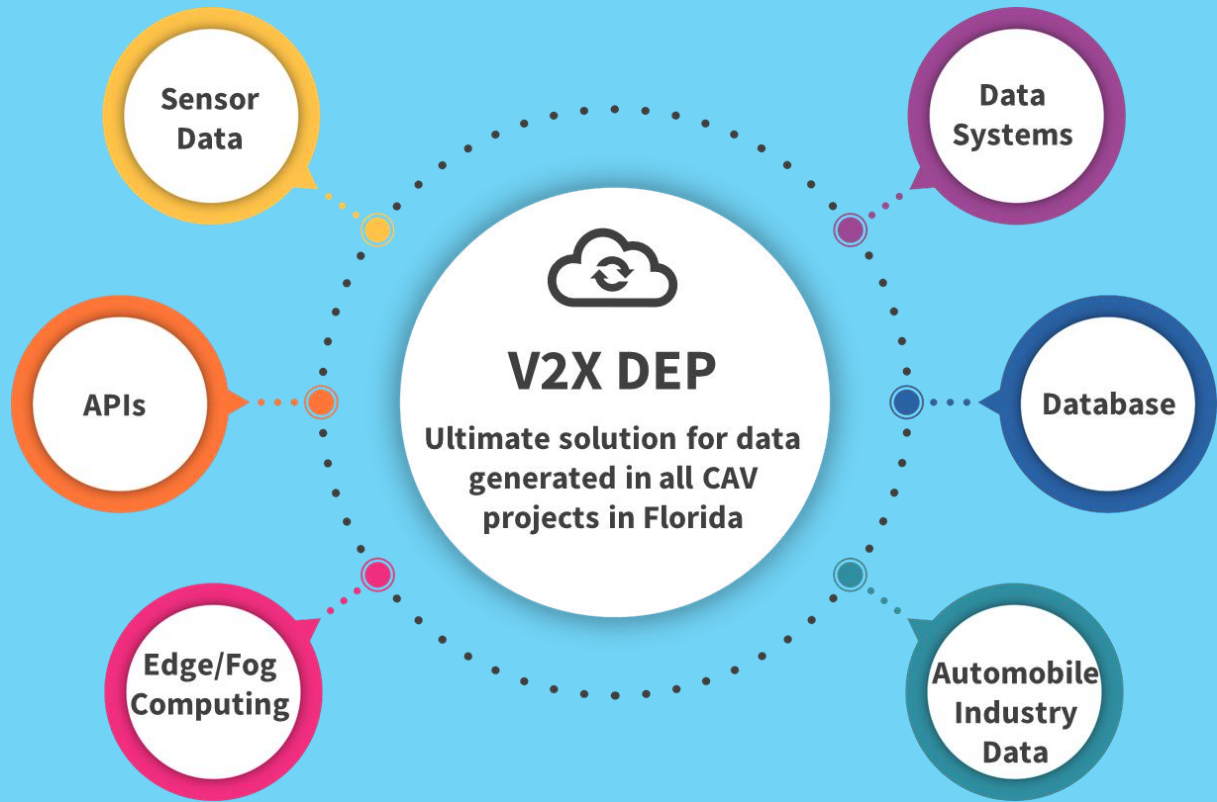 Sensor
Data
Data
Systems
V2X DEP
Ultimate solution for data
generated in all CAV
projects in Florida
APIs
Database
Edge/Fog
Computing
Automobile
Industry
Data